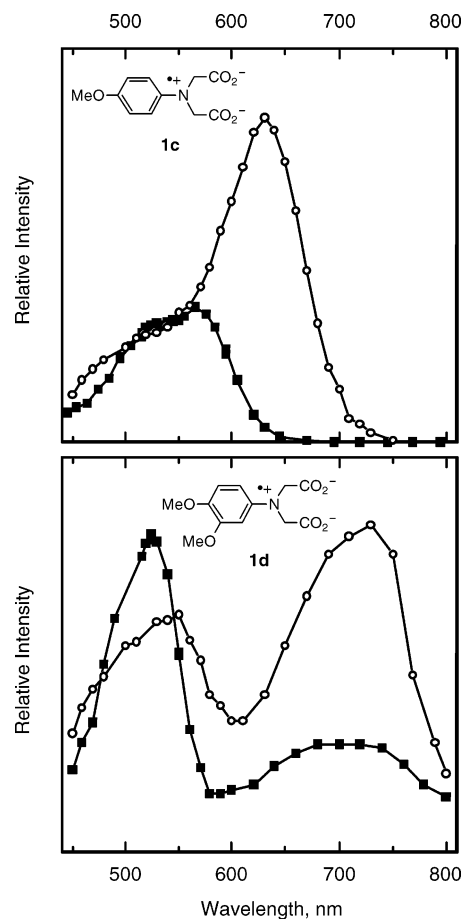 500 600 700 800
•+
CO₂⁻
MeO N
CO₂⁻
1c
Relative Intensity
•+
CO₂⁻
MeO N
CO₂⁻
MeO
1d
Relative Intensity
500 600 700 800
Wavelength, nm